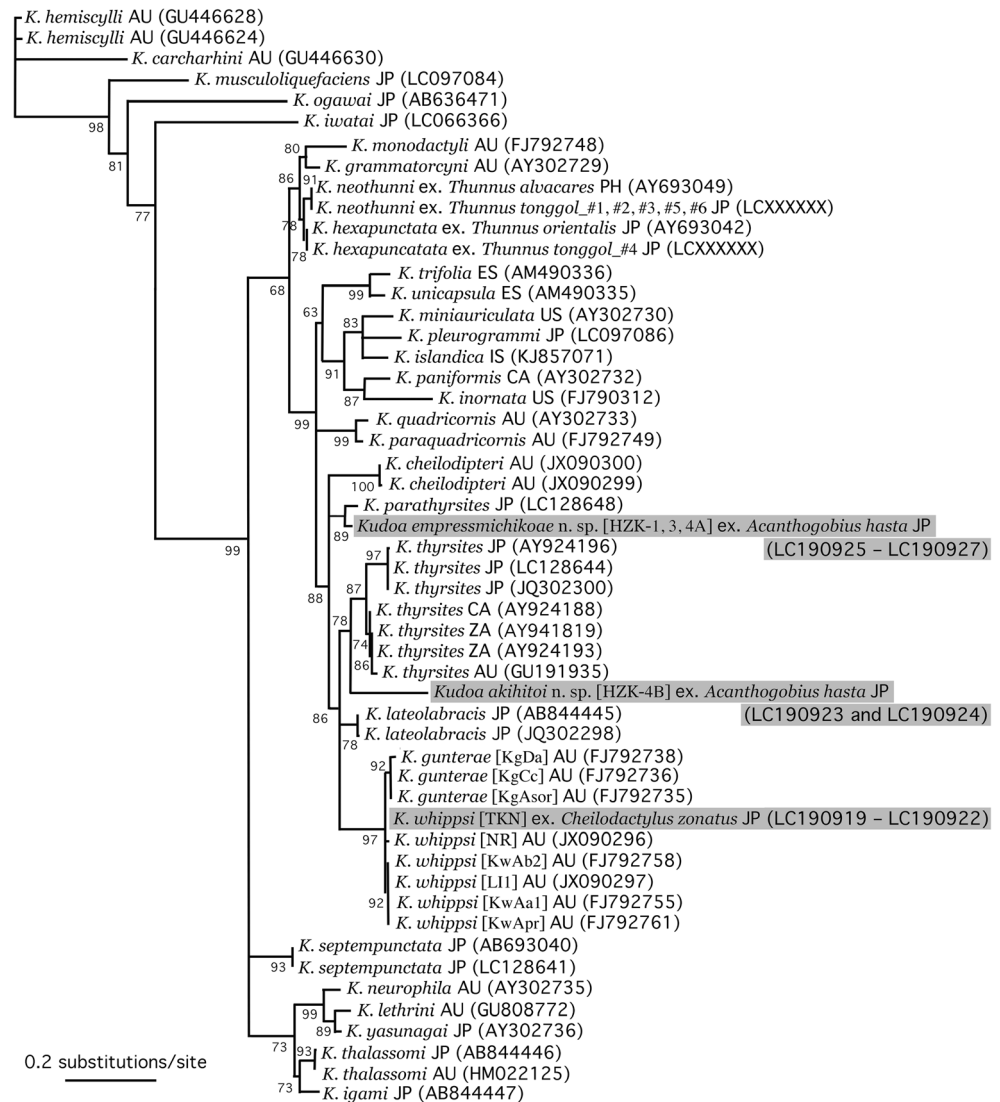 K. hemiscylli AU (GU446628)
K. hemiscylli AU (GU446624)
K. carcharhini AU (GU446630)
K. musculoliquefaciens JP (LC097084)
98
K. ogawai JP (AB636471)
81
K. iwatai JP (LC066366)
77
80
K. monodactyli AU (FJ792748)
K. grammatorcyni AU (AY302729)
86
91
K. neothunni ex. Thunnus alvacares PH (AY693049)
K. neothunni ex. Thunnus tonggol_#1, #2, #3, #5, #6 JP (LCXXXXXX)
78
K. hexapunctata ex. Thunnus orientalis JP (AY693042)
78
K. hexapuncatata ex. Thunnus tonggol_#4 JP (LCXXXXXX)
68
K. trifolia ES (AM490336)
99
K. unicapsula ES (AM490335)
63
83
K. miniauriculata US (AY302730)
K. pleurogrammi JP (LC097086)
K. islandica IS (KJ857071)
91
K. paniformis CA (AY302732)
87
K. inornata US (FJ790312)
99
K. quadricornis AU (AY302733)
99
K. paraquadricornis AU (FJ792749)
K. cheilodipteri AU (JX090300)
100
K. cheilodipteri AU (JX090299)
K. parathyrsites JP (LC128648)
Kudoa empressmichikoae n. sp. [HZK-1, 3, 4A] ex. Acanthogobius hasta JP
89
(LC190925 – LC190927)
99
97
K. thyrsites JP (AY924196)
K. thyrsites JP (LC128644)
87
K. thyrsites JP (JQ302300)
88
K. thyrsites CA (AY924188)
78
K. thyrsites ZA (AY941819)
74
K. thyrsites ZA (AY924193)
86
K. thyrsites AU (GU191935)
Kudoa akihitoi n. sp. [HZK-4B] ex. Acanthogobius hasta JP
(LC190923 and LC190924)
86
K. lateolabracis JP (AB844445)
78
K. lateolabracis JP (JQ302298)
92
K. gunterae [KgDa] AU (FJ792738)
K. gunterae [KgCc] AU (FJ792736)
K. gunterae [KgAsor] AU (FJ792735)
K. whippsi [TKN] ex. Cheilodactylus zonatus JP (LC190919 – LC190922)
97
K. whippsi [NR] AU (JX090296)
K. whippsi [KwAb2] AU (FJ792758)
K. whippsi [LI1] AU (JX090297)
92
K. whippsi [KwAa1] AU (FJ792755)
K. whippsi [KwApr] AU (FJ792761)
K. septempunctata JP (AB693040)
93
K. septempunctata JP (LC128641)
K. neurophila AU (AY302735)
99
K. lethrini AU (GU808772)
89
K. yasunagai JP (AY302736)
73
93
K. thalassomi JP (AB844446)
K. thalassomi AU (HM022125)
73
K. igami JP (AB844447)
0.2 substitutions/site